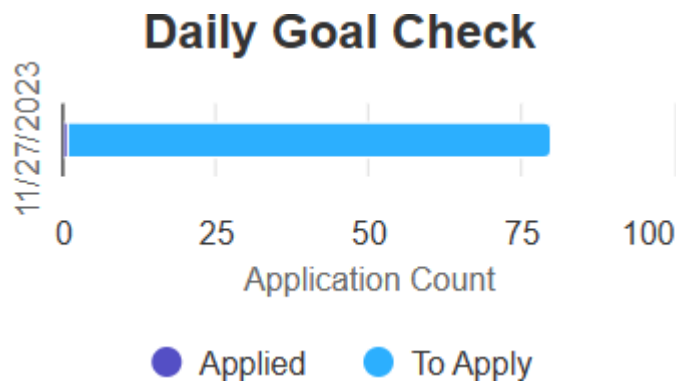 Daily Goal Check
11/27/2023
0 25 50 75 100
Application Count
Applied To Apply